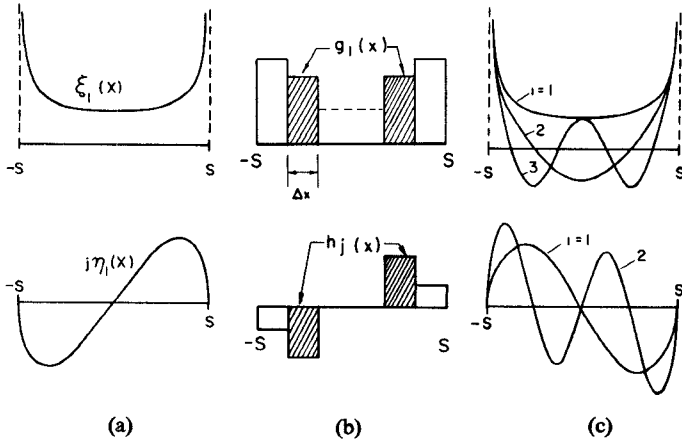 ξ₁(x)
-S
S
g₁(x)
-S
S
Δx
ı=1
2
3
-S
S
jη₁(x)
-S
S
hⱼ(x)
-S
S
ı=1
2
-S
S
(a)
(b)
(c)